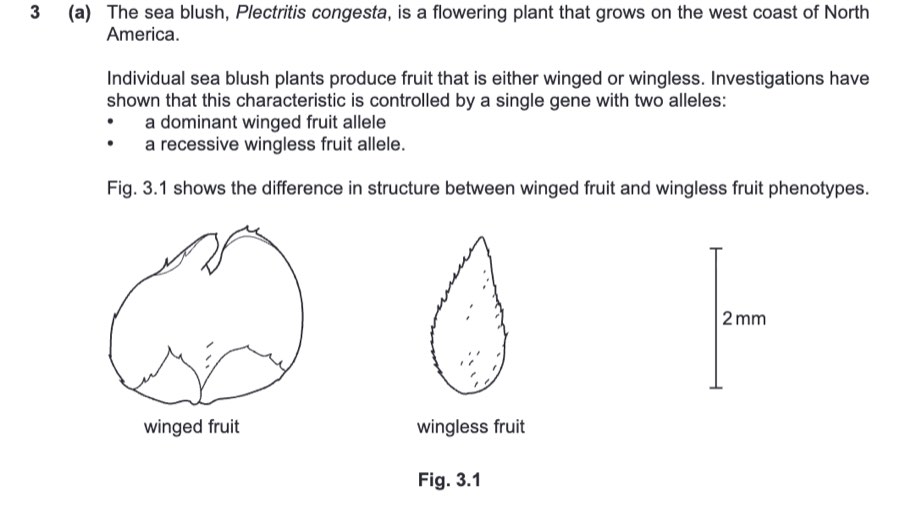 3 (a) The sea blush, Plectritis congesta, is a flowering plant that grows on the west coast of North
America.
Individual sea blush plants produce fruit that is either winged or wingless. Investigations have
shown that this characteristic is controlled by a single gene with two alleles:
• a dominant winged fruit allele
• a recessive wingless fruit allele.
Fig. 3.1 shows the difference in structure between winged fruit and wingless fruit phenotypes.
2 mm
winged fruit
wingless fruit
Fig. 3.1